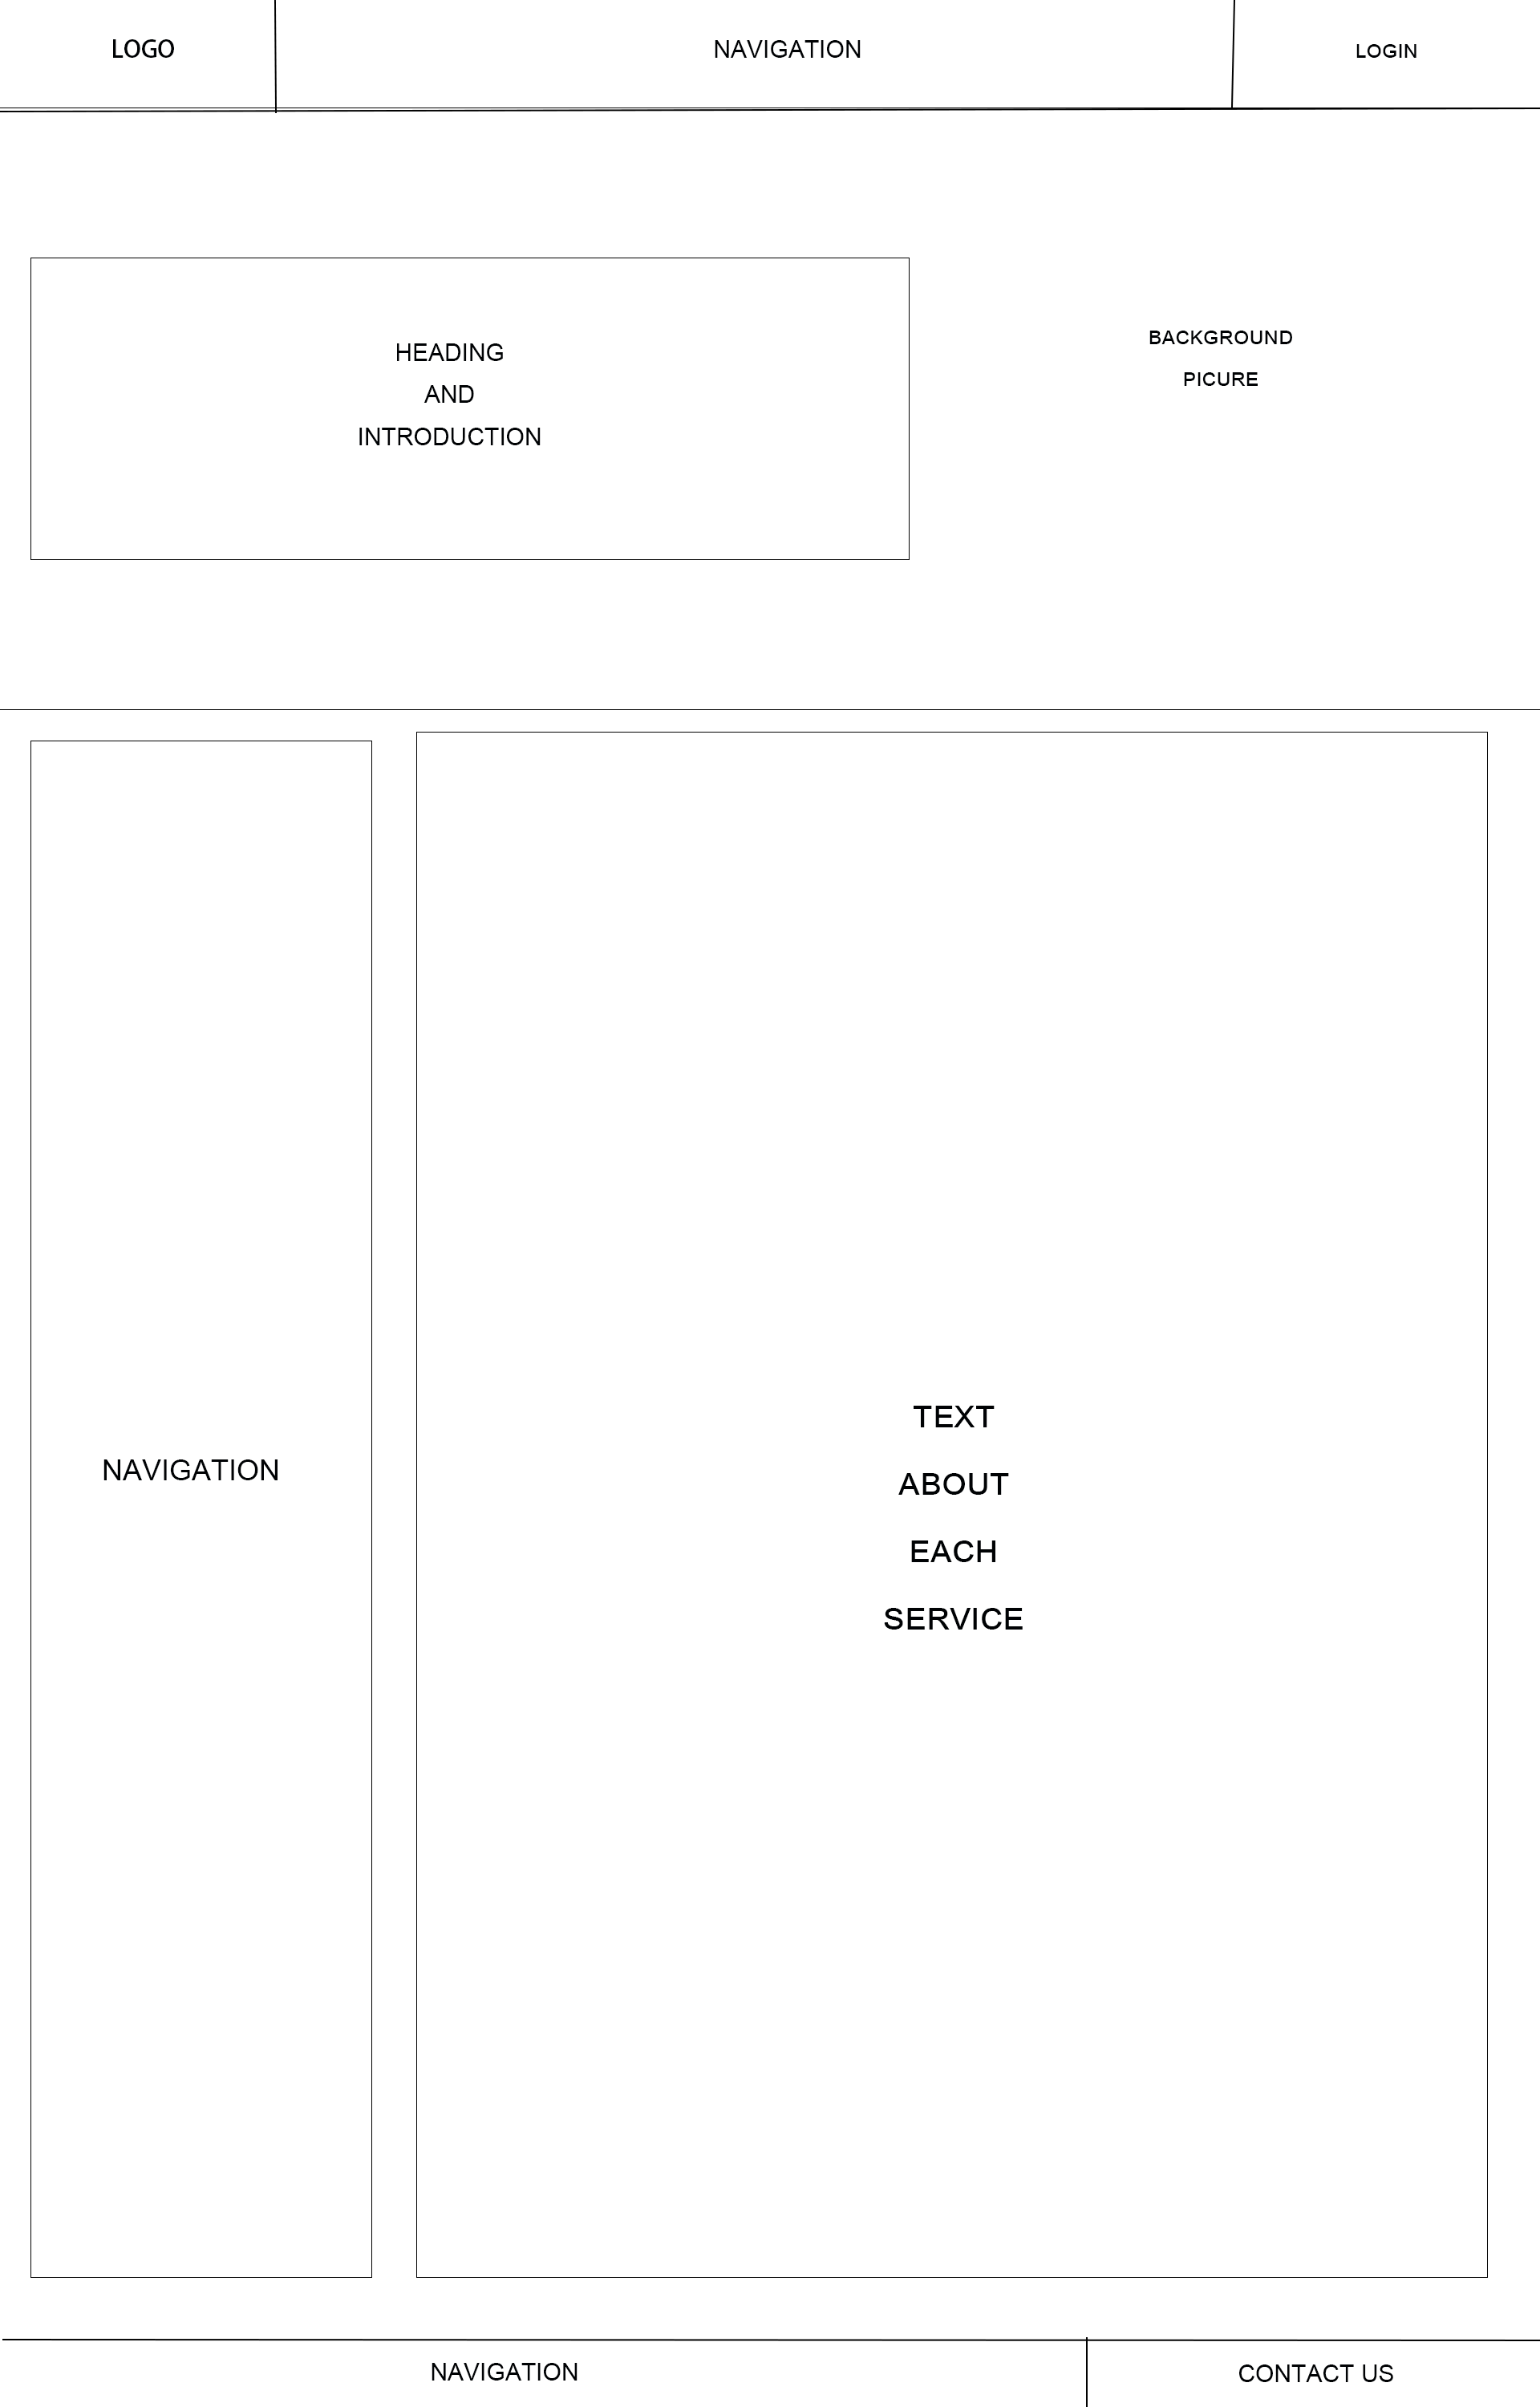 LOGO
NAVIGATION
LOGIN
HEADING
AND
INTRODUCTION
BACKGROUND
PICURE
NAVIGATION
TEXT
ABOUT
EACH
SERVICE
NAVIGATION
CONTACT US